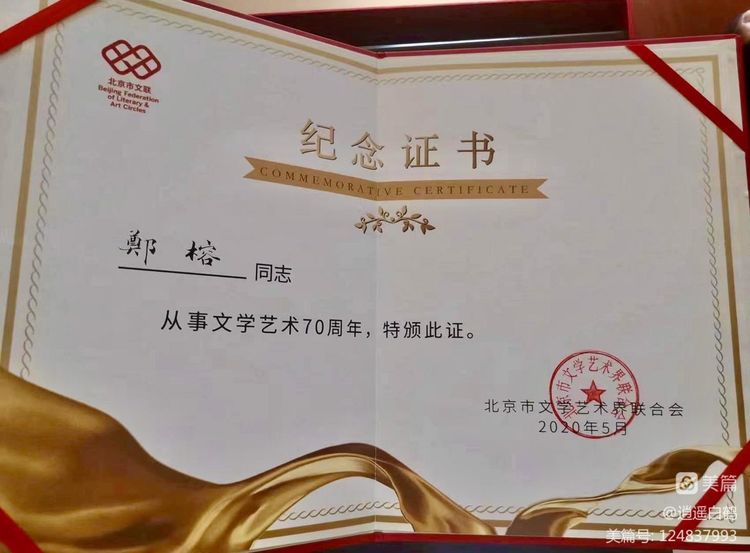 北京市文联
Beijing Federation
of Literary &
Art Circles
纪念证书
COMMEMORATIVE CERTIFICATE
鄭榕 同志
从事文学艺术70周年，特颁此证。
北京市文学艺术界联合会
北京市文学艺术界联合会
2020年5月
美篇
@逍遥白鹤
美篇号: 124837993